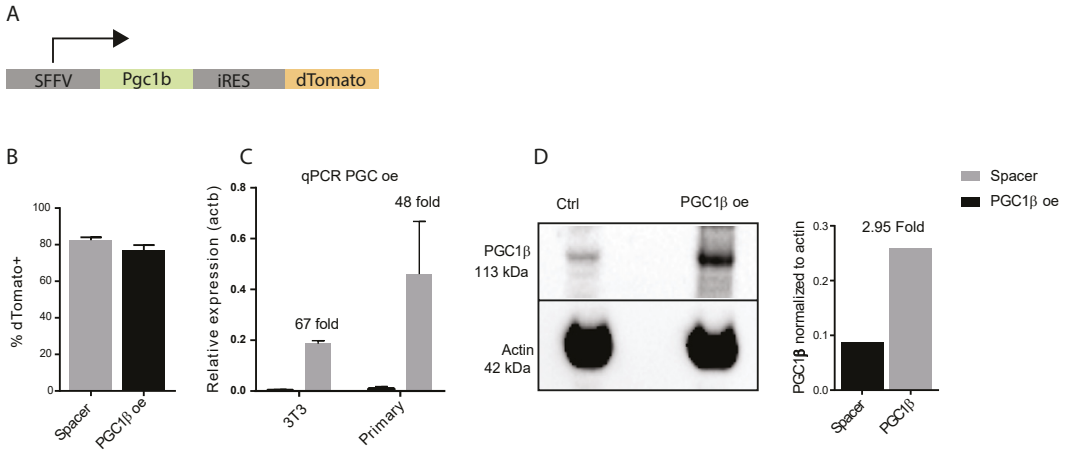 A
SFFV Pgc1b iRES dTomato
B
% dTomato+
100
80
60
40
20
0
Spacer
PGC1β oe
C
qPCR PGC oe
Relative expression (actb)
0.8
0.6
0.4
0.2
0.0
67 fold
48 fold
3T3
Primary
D
Ctrl PGC1β oe
PGC1β
113 kDa
Actin
42 kDa
Spacer
PGC1β oe
2.95 Fold
PGC1β normalized to actin
0.3
0.2
0.1
0.0
Spacer
PGC1β